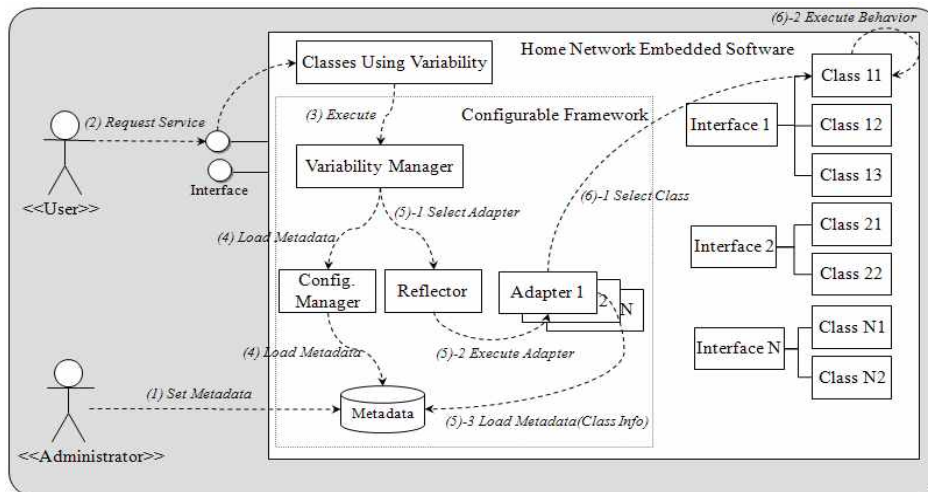 (6)-2 Execute Behavior
Home Network Embedded Software
Classes Using Variability
Class 11
(2) Request Service
(3) Execute
Configurable Framework
Interface 1
Class 12
Variability Manager
Class 13
Interface
<<User>>
(6)-1 Select Class
(5)-1 Select Adapter
Class 21
(4) Load Metadata
Interface 2
Class 22
Config.
Manager
Reflector
Adapter 1
2
N
Class N1
(4) Load Metadata
(5)-2 Execute Adapter
Interface N
Class N2
(1) Set Metadata
Metadata
(5)-3 Load Metadata(Class Info)
<<Administrator>>